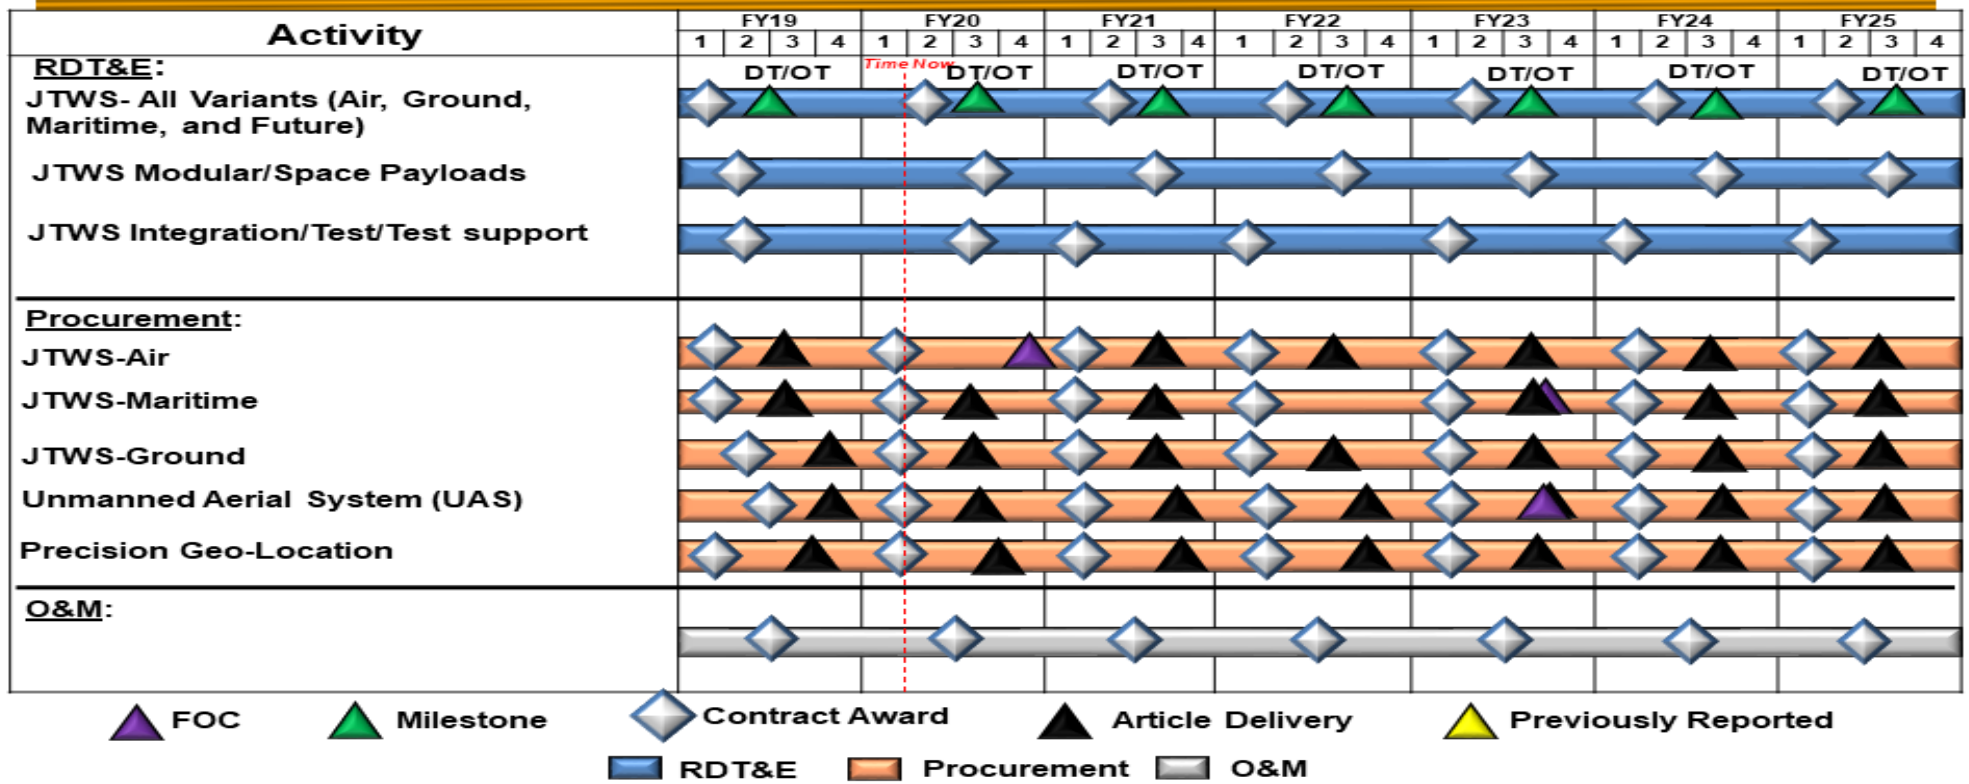 Activity
FY19 FY20 FY21 FY22 FY23 FY24 FY25
1 2 3 4 1 2 3 4 1 2 3 4 1 2 3 4 1 2 3 4 1 2 3 4 1 2 3 4
RDT&E:
Time Now
DT/OT DT/OT DT/OT DT/OT DT/OT DT/OT DT/OT
JTWS- All Variants (Air, Ground,
Maritime, and Future)
JTWS Modular/Space Payloads
JTWS Integration/Test/Test support
Procurement:
JTWS-Air
JTWS-Maritime
JTWS-Ground
Unmanned Aerial System (UAS)
Precision Geo-Location
O&M:
FOC Milestone Contract Award Article Delivery Previously Reported
RDT&E Procurement O&M